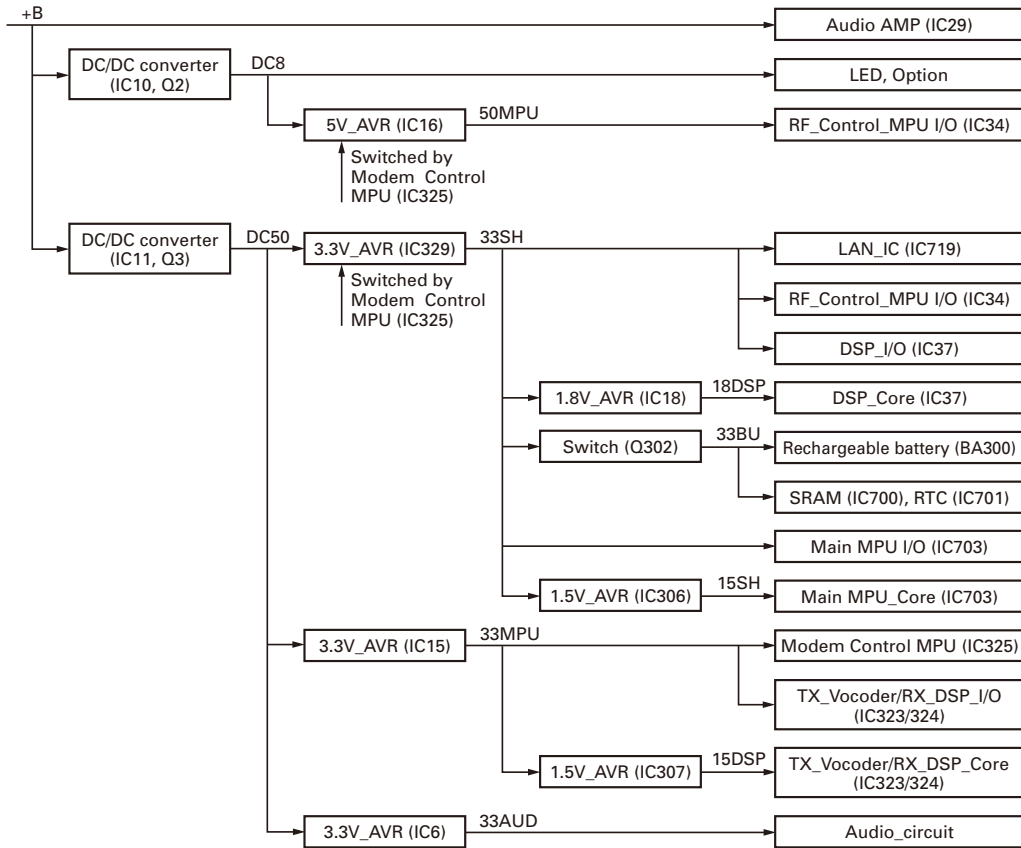 +B
Audio AMP (IC29)
DC/DC converter
(IC10, Q2)
DC8
LED, Option
5V_AVR (IC16)
50MPU
RF_Control_MPU I/O (IC34)
Switched by
Modem Control
MPU (IC325)
DC/DC converter
(IC11, Q3)
DC50
3.3V_AVR (IC329)
33SH
LAN_IC (IC719)
Switched by
Modem Control
MPU (IC325)
RF_Control_MPU I/O (IC34)
DSP_I/O (IC37)
1.8V_AVR (IC18)
18DSP
DSP_Core (IC37)
Switch (Q302)
33BU
Rechargeable battery (BA300)
SRAM (IC700), RTC (IC701)
Main MPU I/O (IC703)
1.5V_AVR (IC306)
15SH
Main MPU_Core (IC703)
3.3V_AVR (IC15)
33MPU
Modem Control MPU (IC325)
TX_Vocoder/RX_DSP_I/O
(IC323/324)
1.5V_AVR (IC307)
15DSP
TX_Vocoder/RX_DSP_Core
(IC323/324)
3.3V_AVR (IC6)
33AUD
Audio_circuit